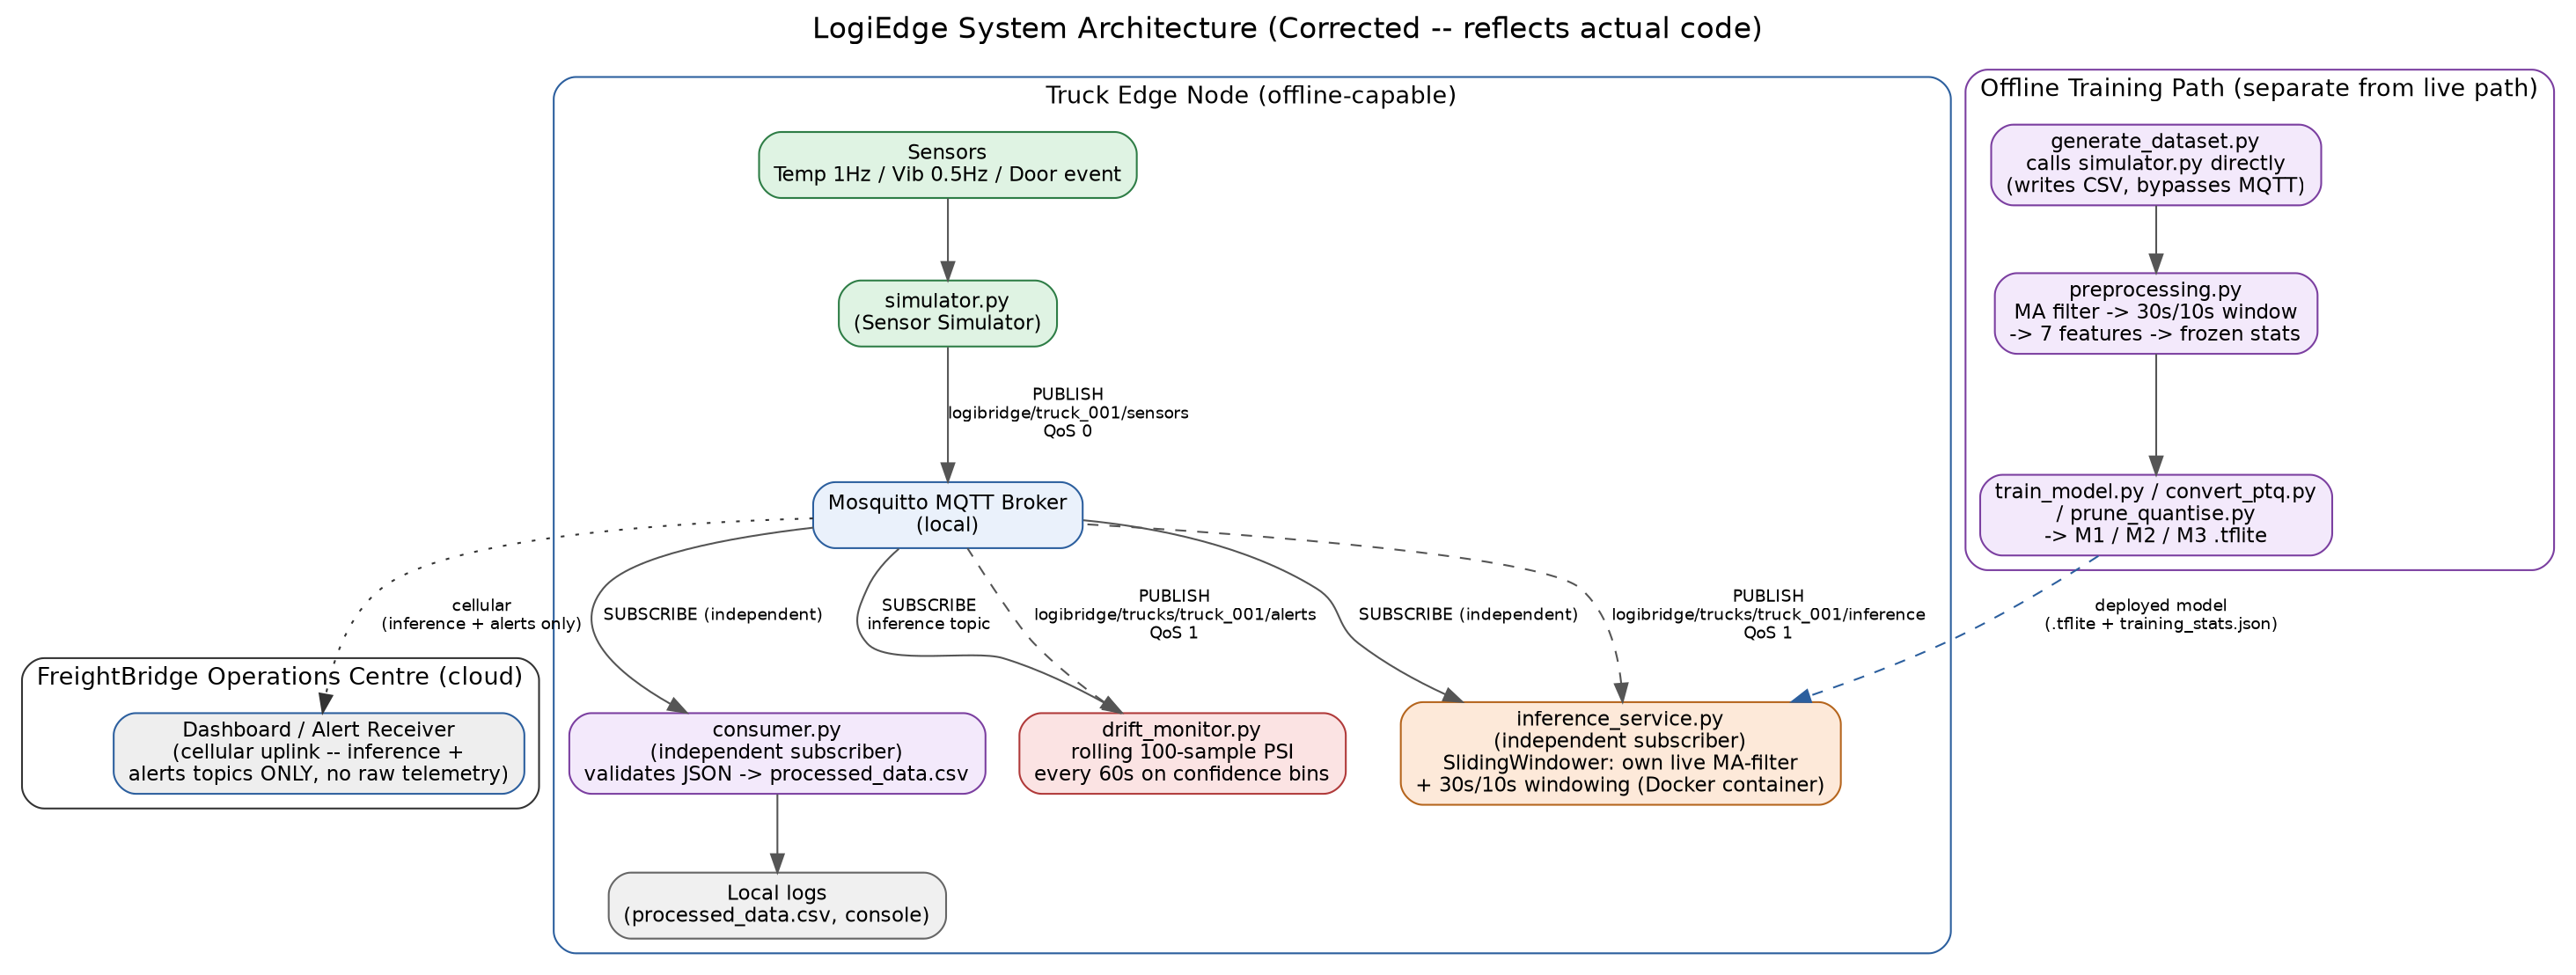 LogiEdge System Architecture (Corrected -- reflects actual code)
Truck Edge Node (offline-capable)
Sensors
Temp 1Hz / Vib 0.5Hz / Door event
simulator.py
(Sensor Simulator)
PUBLISH
logibridge/truck_001/sensors
QoS 0
Mosquitto MQTT Broker
(local)
cellular
(inference + alerts only)
SUBSCRIBE (independent)
SUBSCRIBE
inference topic
PUBLISH
logibridge/trucks/truck_001/alerts
QoS 1
SUBSCRIBE (independent)
PUBLISH
logibridge/trucks/truck_001/inference
QoS 1
FreightBridge Operations Centre (cloud)
Dashboard / Alert Receiver
(cellular uplink -- inference +
alerts topics ONLY, no raw telemetry)
consumer.py
(independent subscriber)
validates JSON -> processed_data.csv
drift_monitor.py
rolling 100-sample PSI
every 60s on confidence bins
inference_service.py
(independent subscriber)
SlidingWindower: own live MA-filter
+ 30s/10s windowing (Docker container)
Local logs
(processed_data.csv, console)
Offline Training Path (separate from live path)
generate_dataset.py
calls simulator.py directly
(writes CSV, bypasses MQTT)
preprocessing.py
MA filter -> 30s/10s window
-> 7 features -> frozen stats
train_model.py / convert_ptq.py
/ prune_quantise.py
-> M1 / M2 / M3 .tflite
deployed model
(.tflite + training_stats.json)